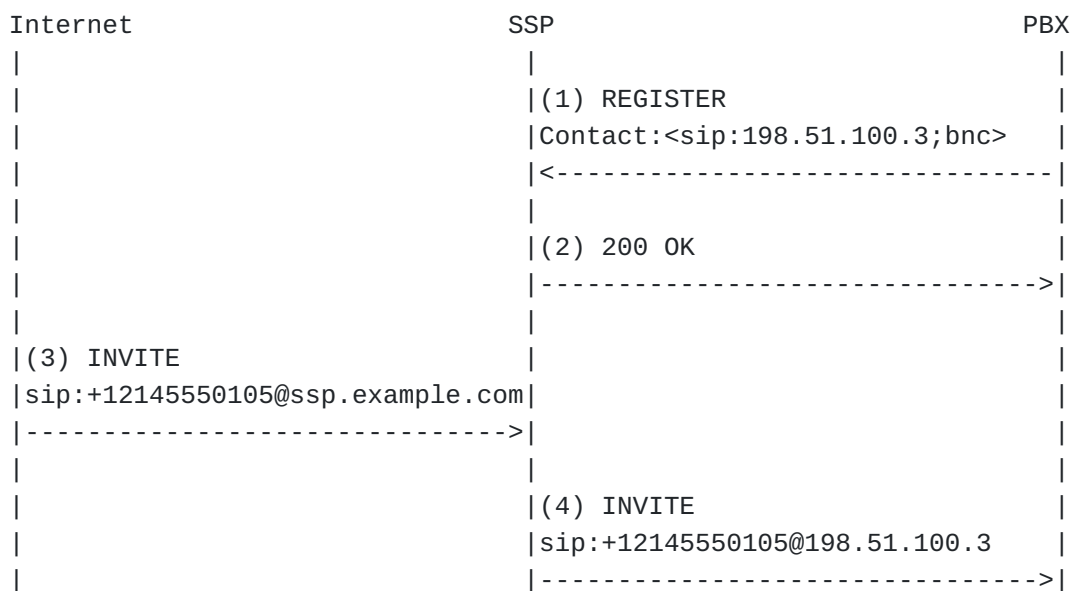 Internet                        SSP                              PBX
|                                |                                 |
|                                |(1) REGISTER                     |
|                                |Contact:<sip:198.51.100.3;bnc>   |
|                                |<--------------------------------|
|                                |                                 |
|                                |(2) 200 OK                       |
|                                |-------------------------------->|
|                                |                                 |
|(3) INVITE                      |                                 |
|sip:+12145550105@ssp.example.com|                                 |
|------------------------------->|                                 |
|                                |                                 |
|                                |(4) INVITE                       |
|                                |sip:+12145550105@198.51.100.3    |
|                                |-------------------------------->|